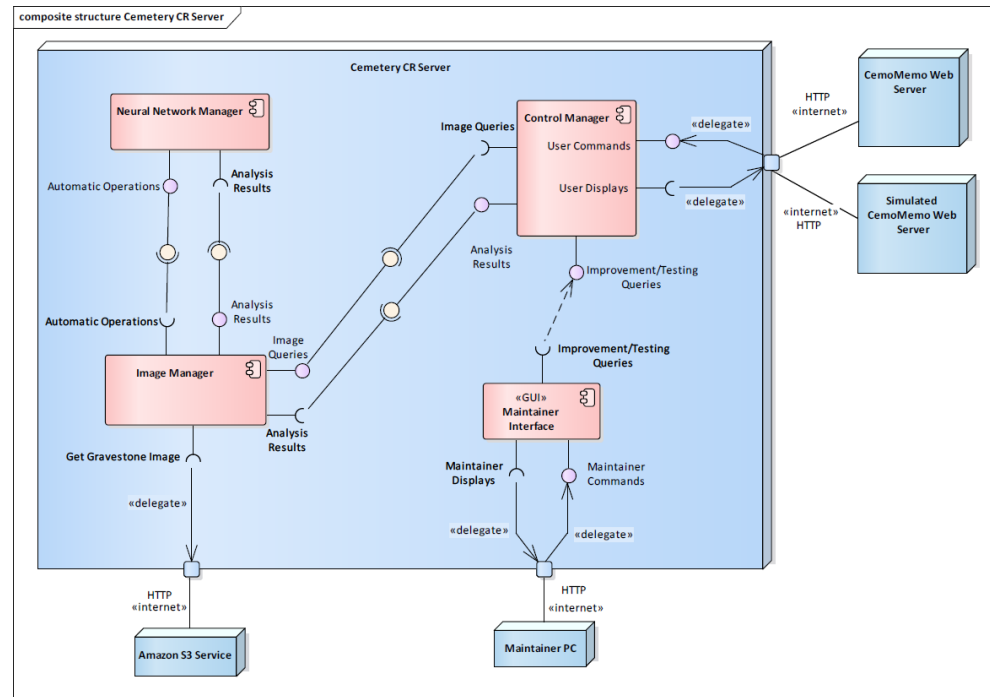 composite structure Cemetery CR Server
Cemetery CR Server
Neural Network Manager
Automatic Operations
Analysis
Results
Automatic Operations
Analysis
Results
Image Manager
Image
Queries
Analysis
Results
Get Gravestone Image
«delegate»
HTTP
«internet»
Amazon S3 Service
Image Queries
Control Manager
User Commands
User Displays
Analysis
Results
«delegate»
«delegate»
Improvement/Testing
Queries
Improvement/Testing
Queries
«GUI»
Maintainer
Interface
Maintainer
Displays
Maintainer
Commands
«delegate»
«delegate»
HTTP
«internet»
Maintainer PC
HTTP
«internet»
CemoMemo Web
Server
«internet»
HTTP
Simulated
CemoMemo Web
Server